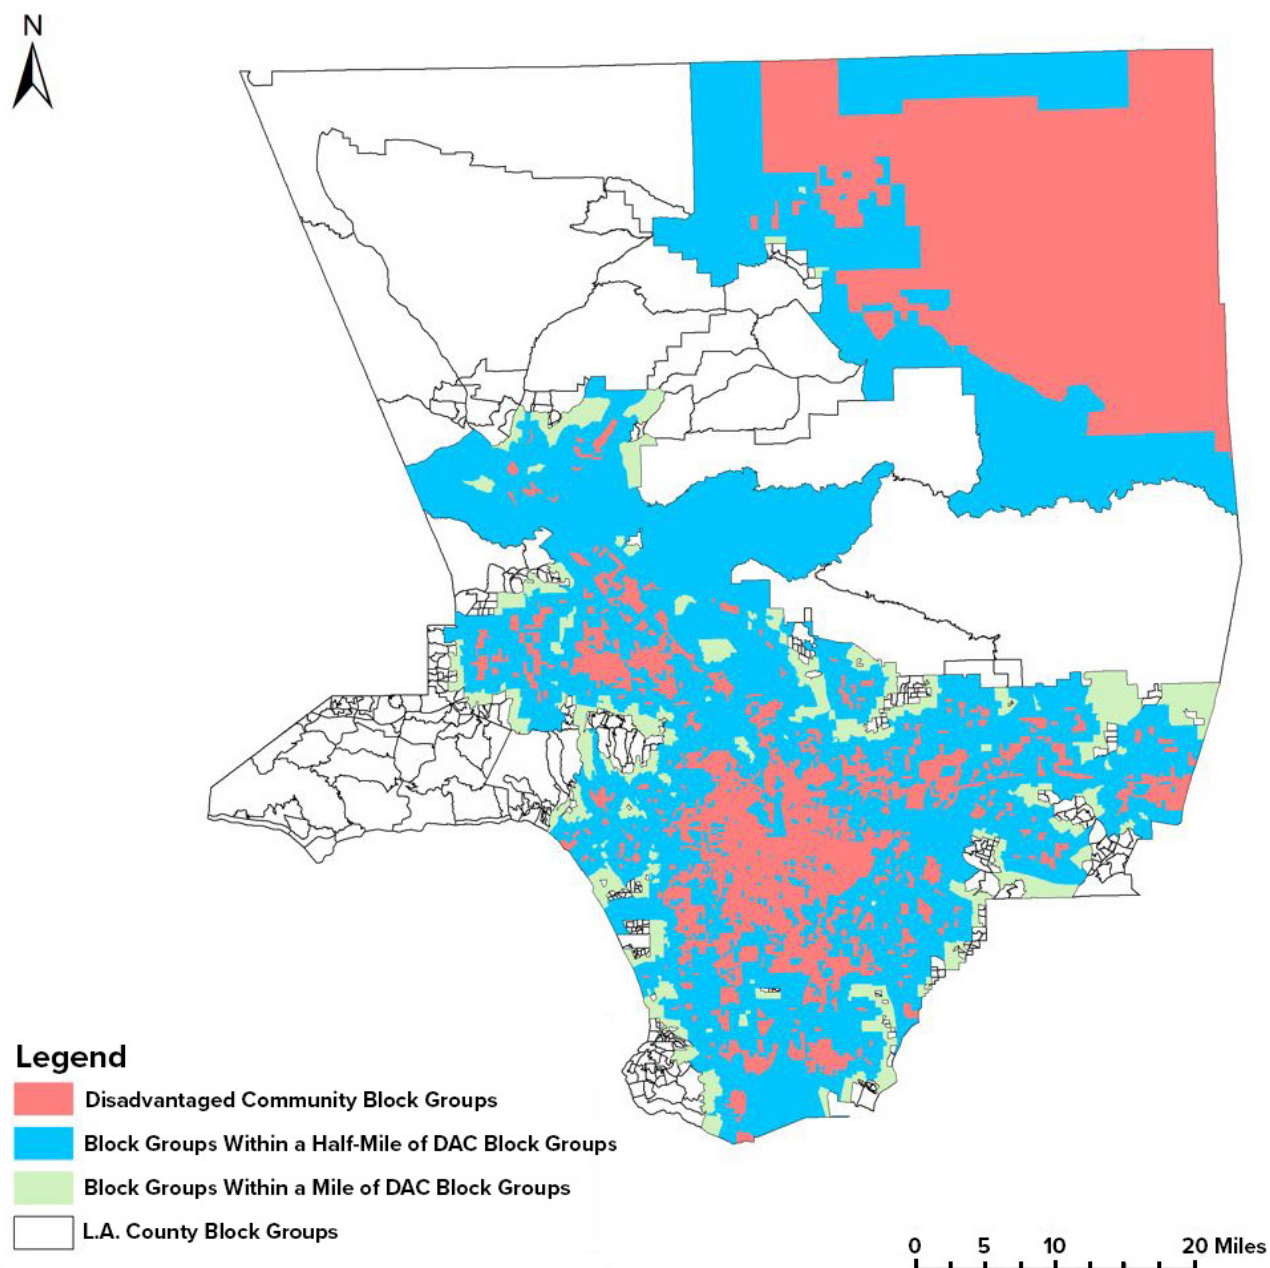 N
Legend
Disadvantaged Community Block Groups
Block Groups Within a Half-Mile of DAC Block Groups
Block Groups Within a Mile of DAC Block Groups
L.A. County Block Groups
0 5 10 20 Miles